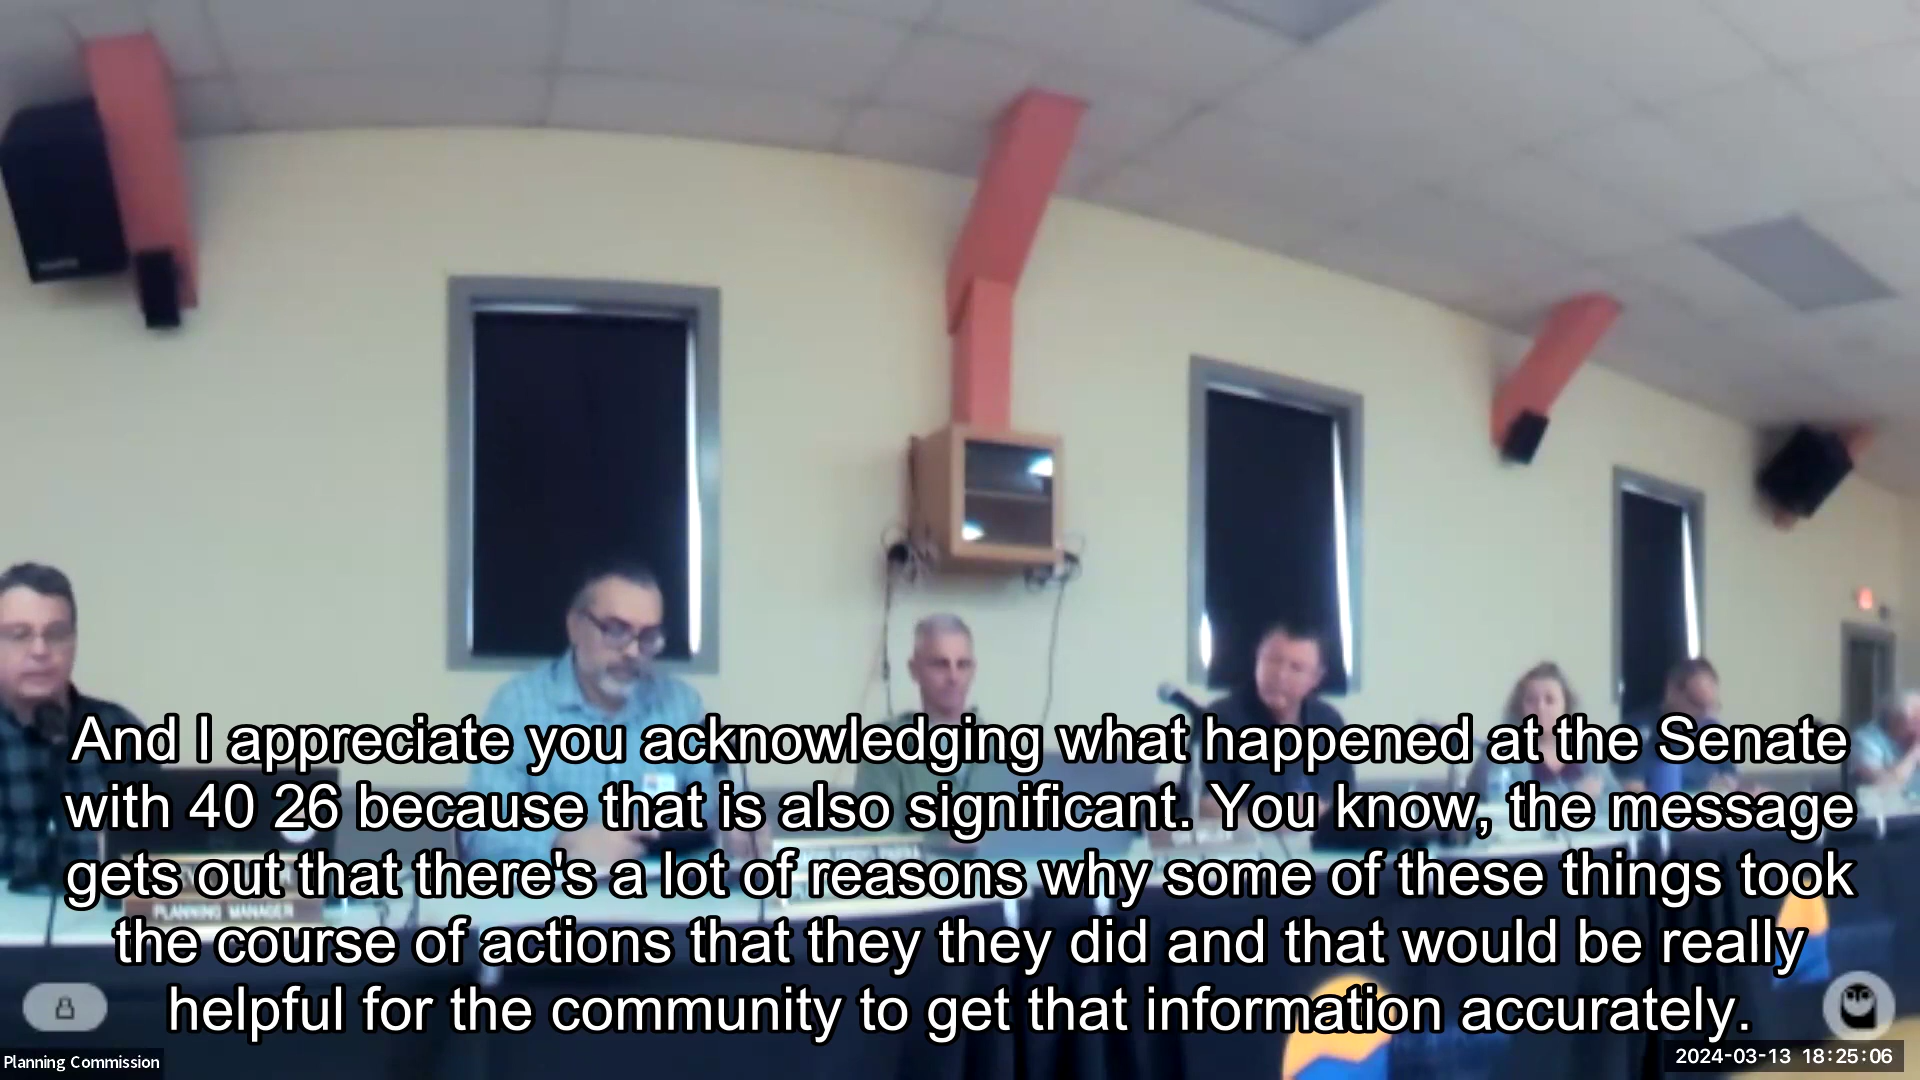 And I appreciate you acknowledging what happened at the Senate
with 40 26 because that is also significant. You know, the message
gets out that there's a lot of reasons why some of these things took
the course of actions that they they did and that would be really
helpful for the community to get that information accurately.
PLANNING MANAGER
Planning Commission
2024-03-13 18:25:06